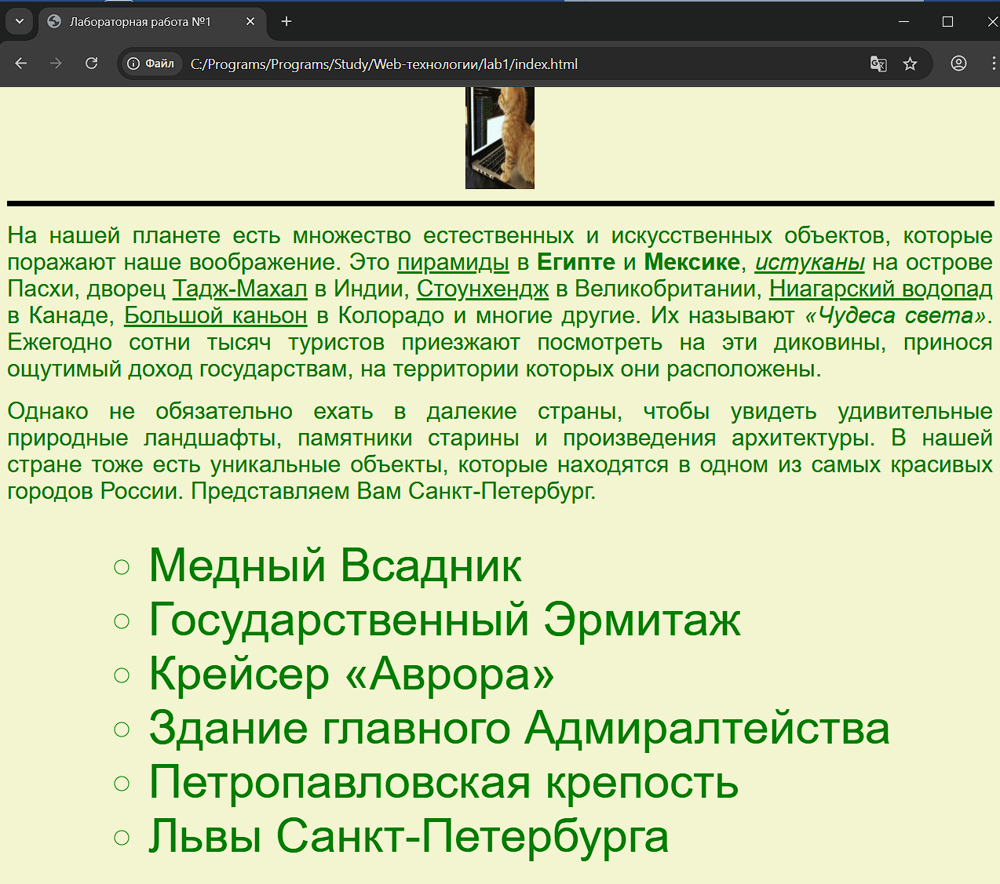 Лабораторная работа №1
Файл C:/Programs/Programs/Study/Web-технологии/lab1/index.html
На нашей планете есть множество естественных и искусственных объектов, которые
поражают наше воображение. Это пирамиды в Египте и Мексике, истуканы на острове
Пасхи, дворец Тадж-Махал в Индии, Стоунхендж в Великобритании, Ниагарский водопад
в Канаде, Большой каньон в Колорадо и многие другие. Их называют «Чудеса света».
Ежегодно сотни тысяч туристов приезжают посмотреть на эти диковины, принося
ощутимый доход государствам, на территории которых они расположены.
Однако не обязательно ехать в далекие страны, чтобы увидеть удивительные
природные ландшафты, памятники старины и произведения архитектуры. В нашей
стране тоже есть уникальные объекты, которые находятся в одном из самых красивых
городов России. Представляем Вам Санкт-Петербург.
Медный Всадник
Государственный Эрмитаж
Крейсер «Аврора»
Здание главного Адмиралтейства
Петропавловская крепость
Львы Санкт-Петербурга